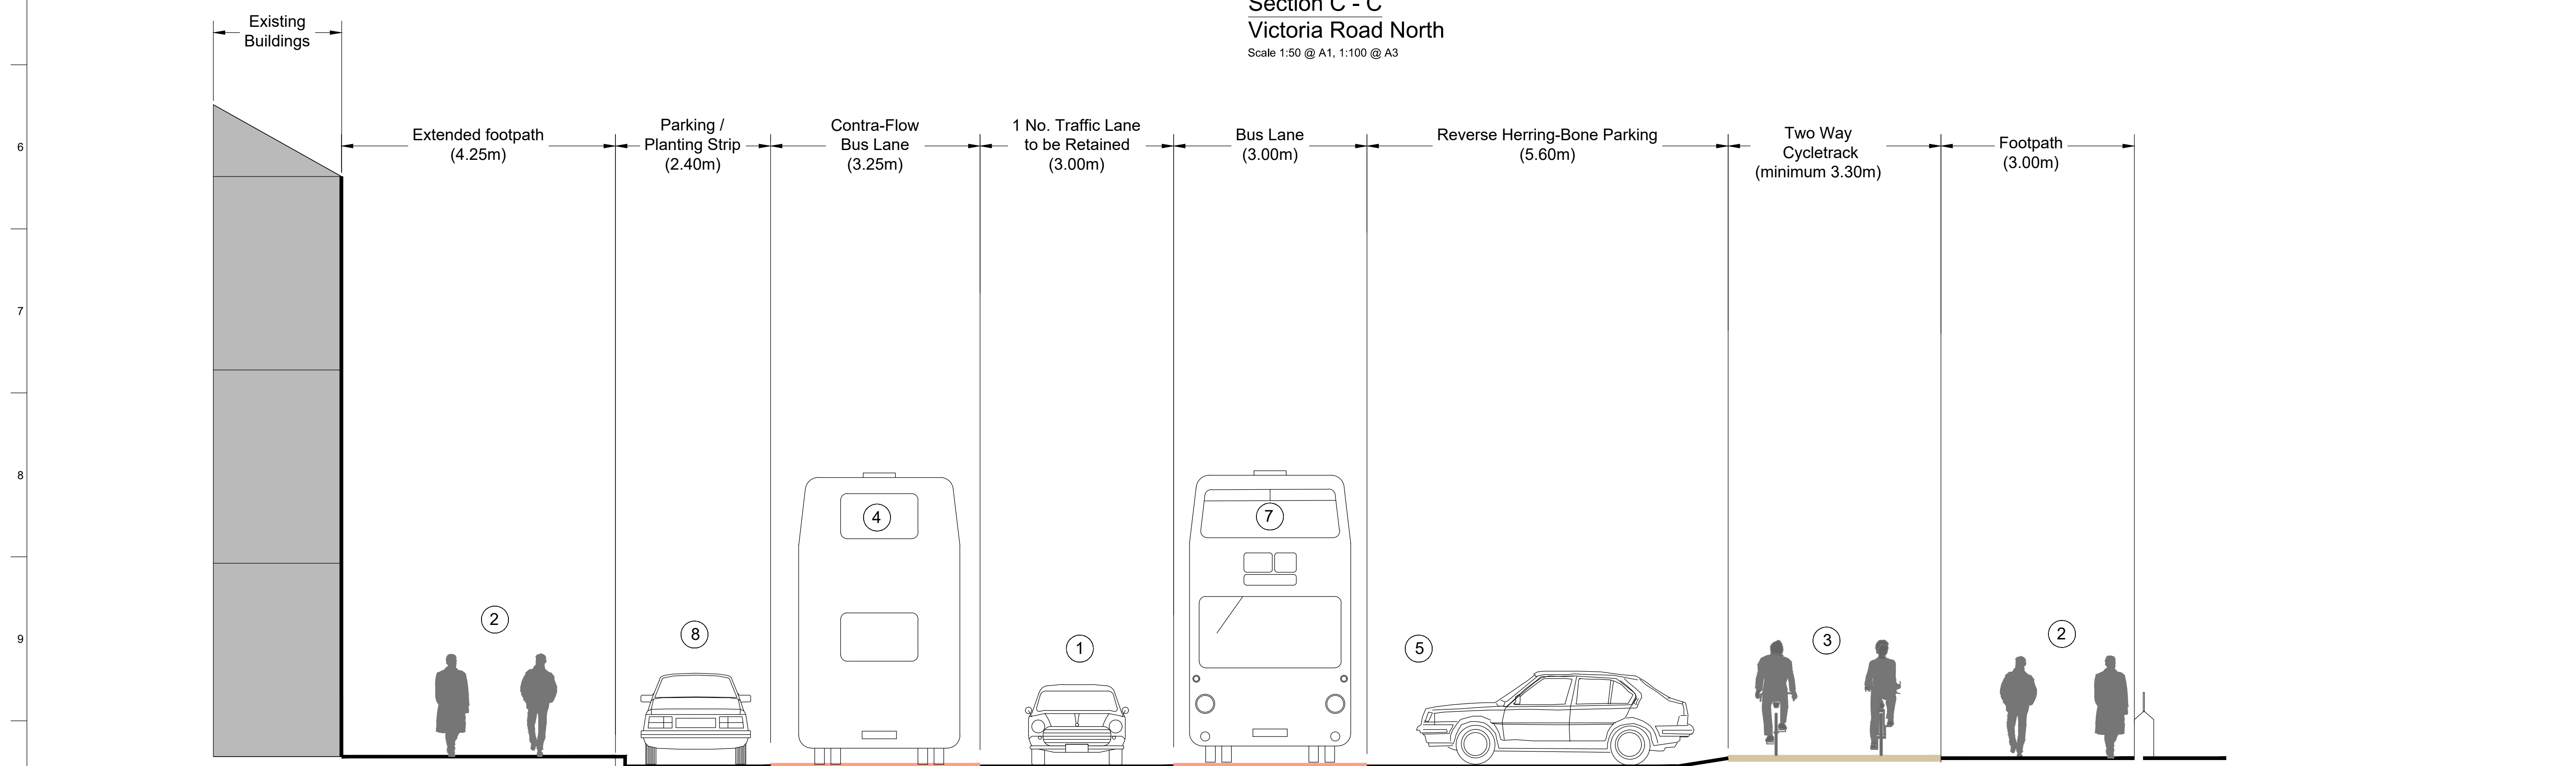 Section C - C
Victoria Road North
Scale 1:50 @ A1, 1:100 @ A3
Existing
Buildings
Extended footpath
(4.25m)
Parking /
Planting Strip
(2.40m)
Contra-Flow
Bus Lane
(3.25m)
1 No. Traffic Lane
to be Retained
(3.00m)
Bus Lane
(3.00m)
Reverse Herring-Bone Parking
(5.60m)
Two Way
Cycletrack
(minimum 3.30m)
Footpath
(3.00m)
6
7
8
9
2
8
4
1
7
5
3
2